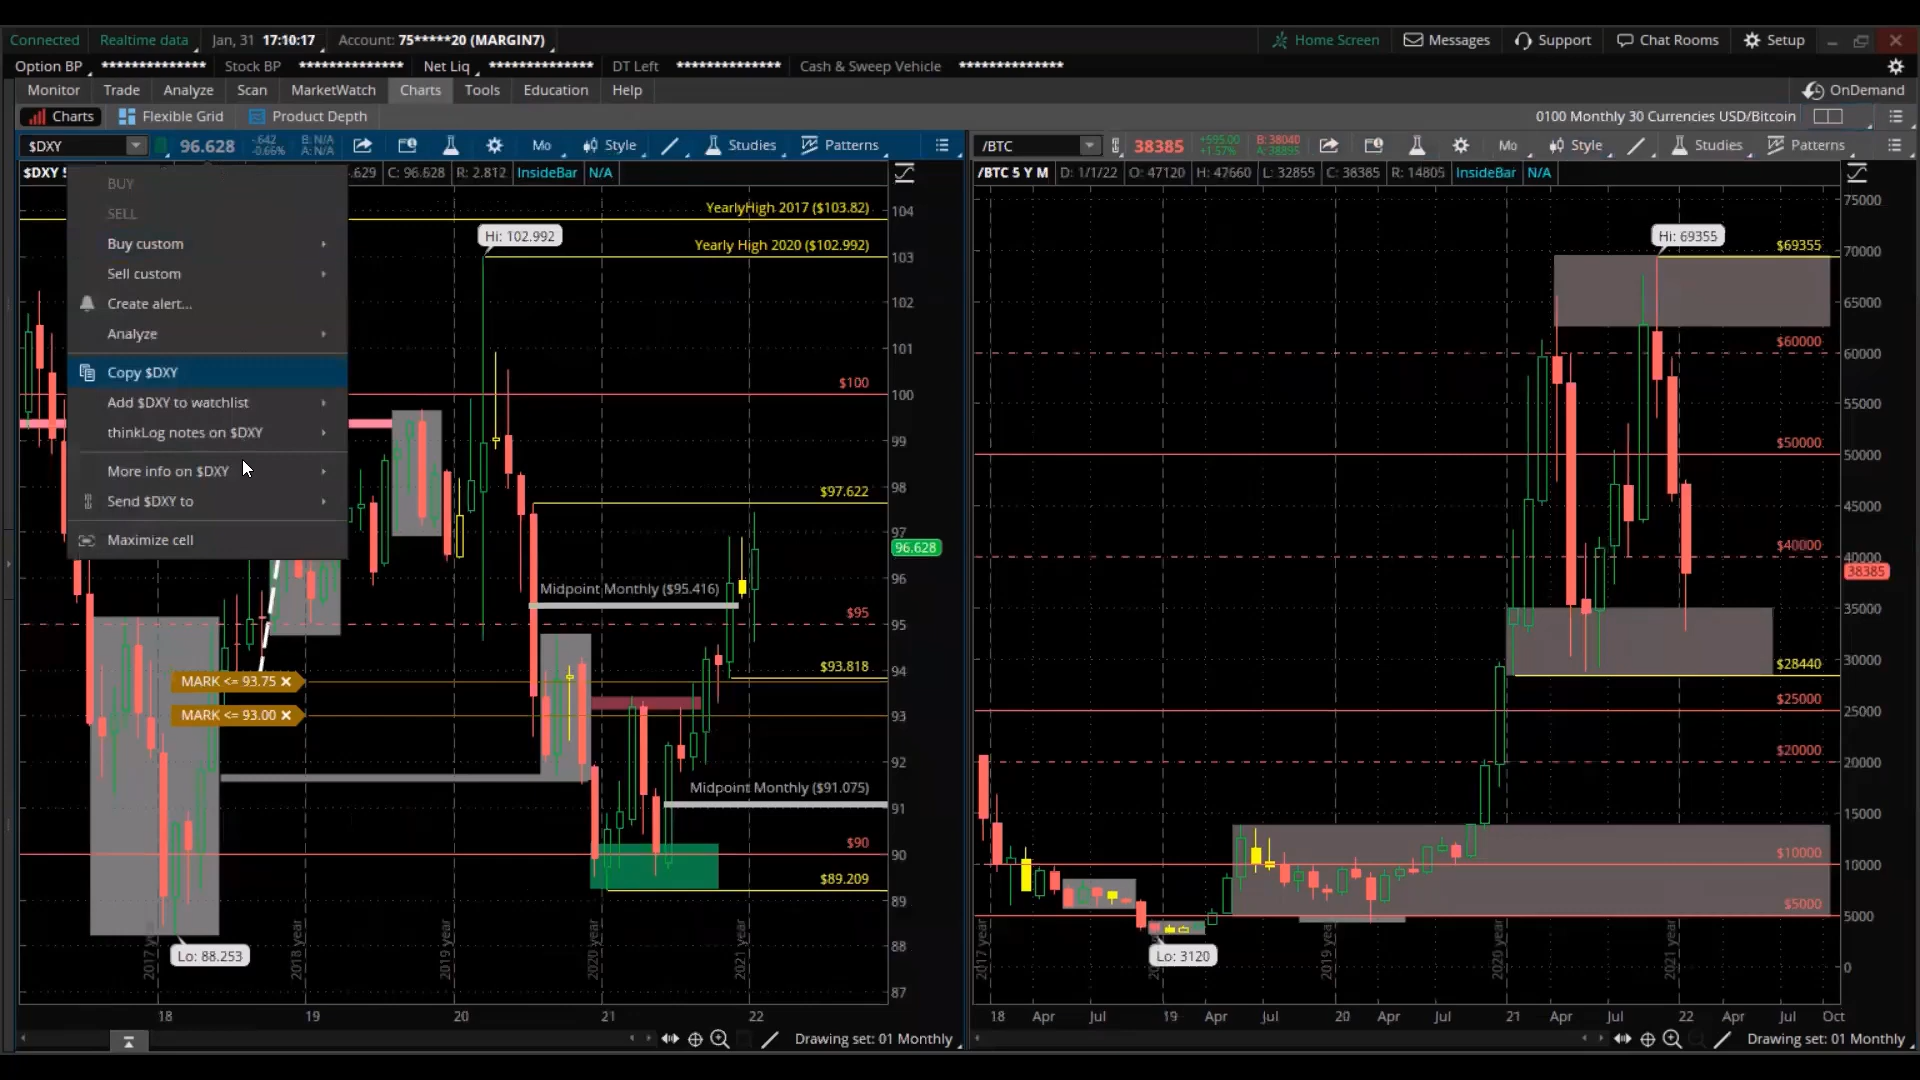 Connected Realtime data Jan, 31 17:10:17 Account: 75*****20 (MARGIN7) Home Screen Messages Support Chat Rooms Setup
Option BP ************** Stock BP ************** Net Liq ************** DT Left ************** Cash & Sweep Vehicle **************
Monitor Trade Analyze Scan MarketWatch Charts Tools Education Help OnDemand
Charts Flexible Grid Product Depth 0100 Monthly 30 Currencies USD/Bitcoin
$DXY 96.628 -.642 -0.66% B: N/A A: N/A Mo Style Studies Patterns
$DXY .629 C: 96.628 R: 2.812 InsideBar N/A
BUY
SELL
Buy custom
Sell custom
Create alert...
Analyze
Copy $DXY
Add $DXY to watchlist
thinkLog notes on $DXY
More info on $DXY
Send $DXY to
Maximize cell
YearlyHigh 2017 ($103.82)
Hi: 102.992
Yearly High 2020 ($102.992)
$100
$97.622
Midpoint Monthly ($95.416)
$95
$93.818
MARK <= 93.75
MARK <= 93.00
Midpoint Monthly ($91.075)
$90
$89.209
Lo: 88.253
104
103
102
101
100
99
98
97
96.628
96
95
94
93
92
91
90
89
88
87
2017 year
2018 year
2019 year
2020 year
2021 year
18 19 20 21 22
Drawing set: 01 Monthly
/BTC 38385 +595.00 +1.57% B: 38040 Mo Style Studies Patterns
/BTC 5 Y M D: 1/1/22 O: 47120 H: 47660 L: 32855 C: 38385 R: 14805 InsideBar N/A
Hi: 69355
$69355
$60000
$50000
$40000
$28440
$25000
$20000
$10000
$5000
Lo: 3120
75000
70000
65000
60000
55000
50000
45000
40000
38385
35000
30000
25000
20000
15000
10000
5000
0
2017 year
2019 year
2020 year
2021 year
18 Apr Jul 19 Apr Jul 20 Apr Jul 21 Apr Jul 22 Apr Jul Oct
Drawing set: 01 Monthly